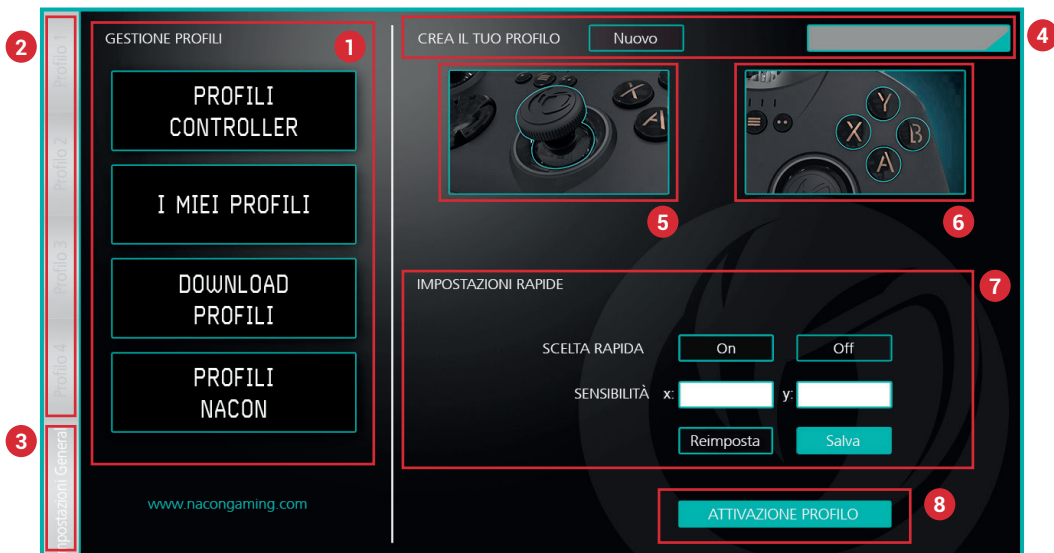 2
Profilo 1
Profilo 2
Profilo 3
Profilo 4
3
Impostazioni Genera
GESTIONE PROFILI
1
PROFILI
CONTROLLER
I MIEI PROFILI
DOWNLOAD
PROFILI
PROFILI
NACON
www.nacongaming.com
CREA IL TUO PROFILO Nuovo
4
X
A
5
Y
X
B
A
6
IMPOSTAZIONI RAPIDE
7
SCELTA RAPIDA On Off
SENSIBILITÀ x: y:
Reimposta Salva
ATTIVAZIONE PROFILO
8